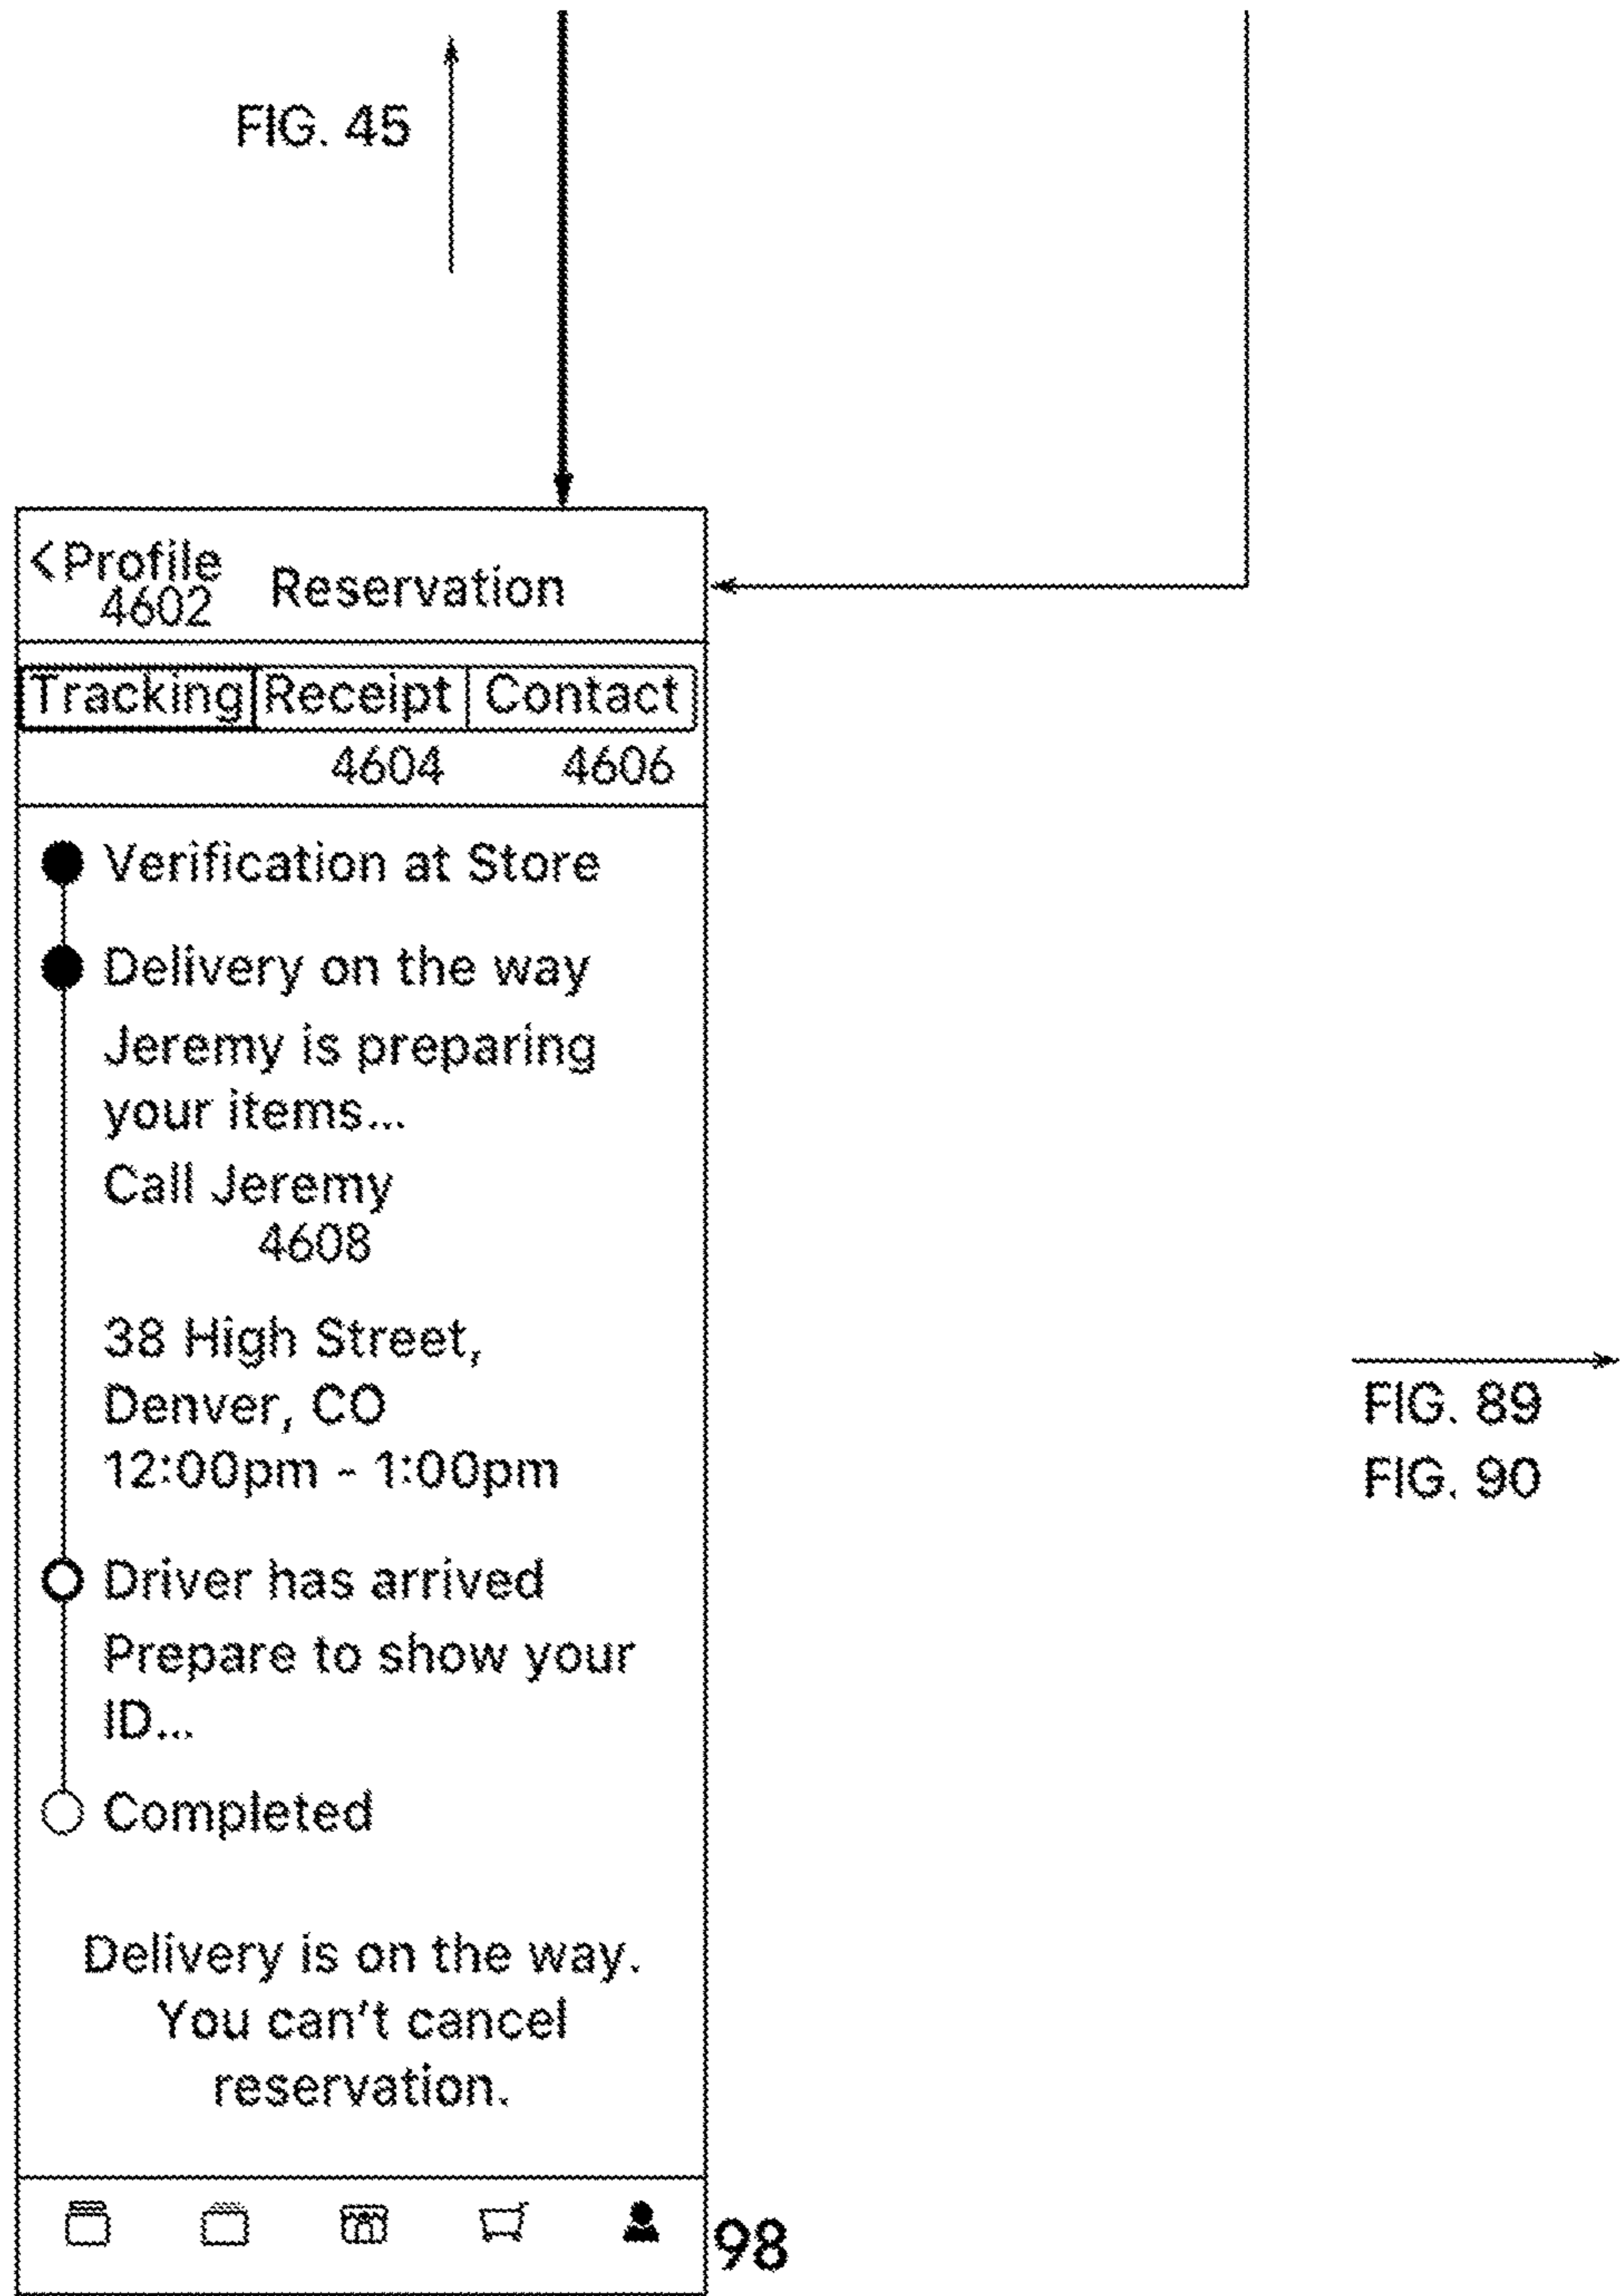 FIG. 45
<Profile
4602
Reservation
Tracking Receipt Contact
4604 4606
Verification at Store
Delivery on the way
Jeremy is preparing
your items...
Call Jeremy
4608
38 High Street,
Denver, CO
12:00pm - 1:00pm
FIG. 89
FIG. 90
Driver has arrived
Prepare to show your
ID...
Completed
Delivery is on the way.
You can't cancel
reservation.
98